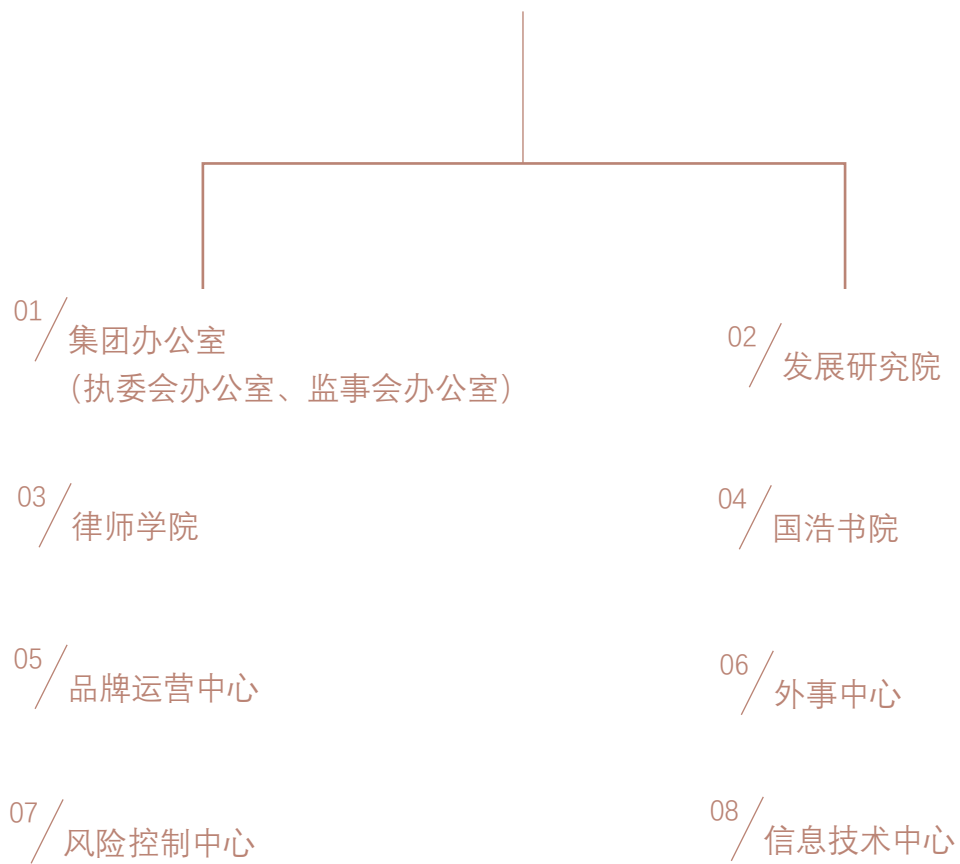 01
集团办公室
(执委会办公室、监事会办公室)
02
发展研究院
03
律师学院
04
国浩书院
05
品牌运营中心
06
外事中心
07
风险控制中心
08
信息技术中心